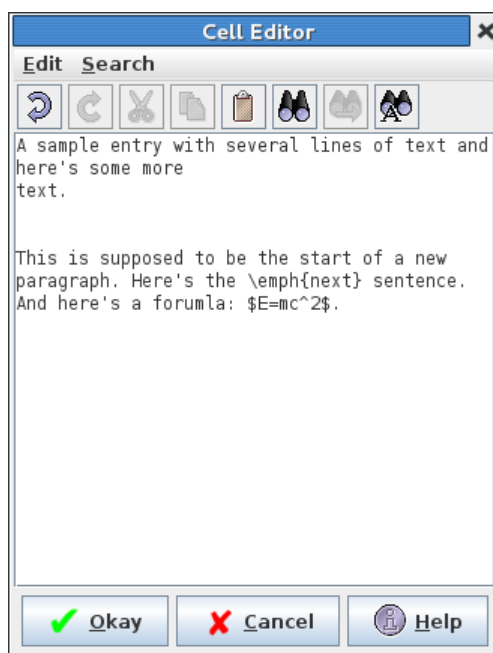 Cell Editor
Edit Search
A sample entry with several lines of text and
here's some more
text.
This is supposed to be the start of a new
paragraph. Here's the \emph{next} sentence.
And here's a forumla: $E=mc^2$.
Okay Cancel Help